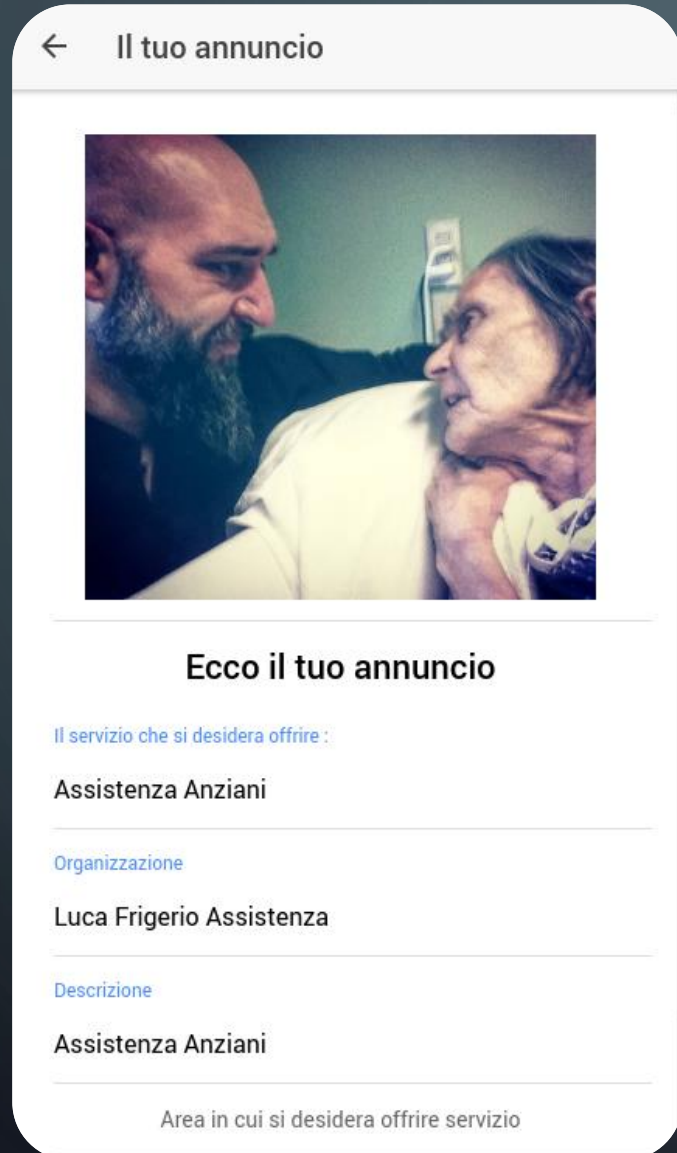 Il tuo annuncio
Ecco il tuo annuncio
Il servizio che si desidera offrire :
Assistenza Anziani
Organizzazione
Luca Frigerio Assistenza
Descrizione
Assistenza Anziani
Area in cui si desidera offrire servizio